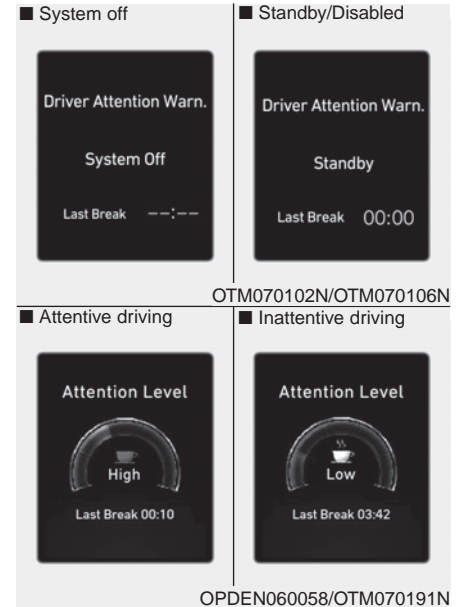 ■ System off
■ Standby/Disabled
Driver Attention Warn.
System Off
Last Break --:--
Driver Attention Warn.
Standby
Last Break 00:00
OTM070102N/OTM070106N
■ Attentive driving
■ Inattentive driving
Attention Level
High
Last Break 00:10
Attention Level
Low
Last Break 03:42
OPDEN060058/OTM070191N